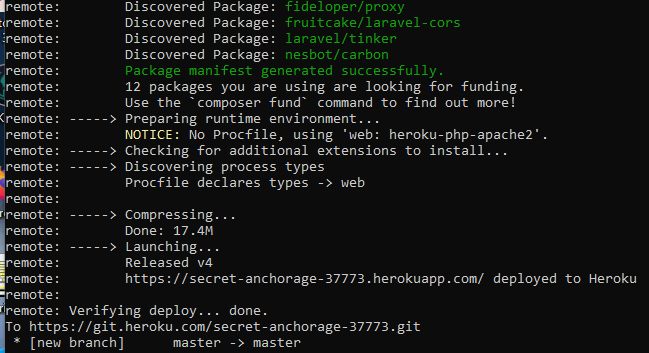 remote:        Discovered Package: fideloper/proxy
remote:        Discovered Package: fruitcake/laravel-cors
remote:        Discovered Package: laravel/tinker
remote:        Discovered Package: nesbot/carbon
remote:        Package manifest generated successfully.
remote:        12 packages you are using are looking for funding.
remote:        Use the `composer fund` command to find out more!
remote: -----> Preparing runtime environment...
remote:        NOTICE: No Procfile, using 'web: heroku-php-apache2'.
remote: -----> Checking for additional extensions to install...
remote: -----> Discovering process types
remote:        Procfile declares types -> web
remote:
remote: -----> Compressing...
remote:        Done: 17.4M
remote: -----> Launching...
remote:        Released v4
remote:        https://secret-anchorage-37773.herokuapp.com/ deployed to Heroku
remote:
remote: Verifying deploy... done.
To https://git.heroku.com/secret-anchorage-37773.git
 * [new branch]      master -> master